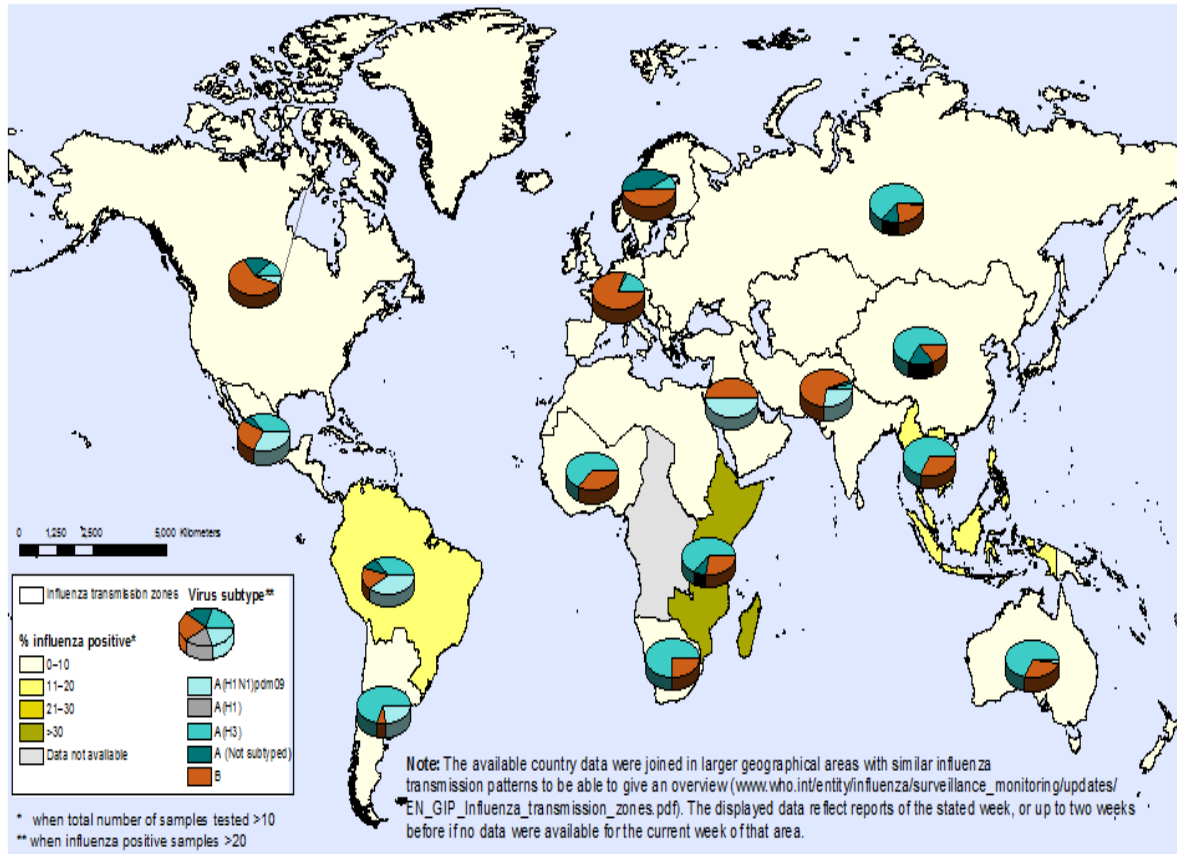 0 1,250 2,500 5,000 Kilometers
Influenza transmission zones
% influenza positive*
0–10
11–20
21–30
>30
Data not available
Virus subtype**
A(H1N1)pdm09
A(H1)
A(H3)
A (Not subtyped)
B
* when total number of samples tested >10
** when influenza positive samples >20
Note: The available country data were joined in larger geographical areas with similar influenza
transmission patterns to be able to give an overview (www.who.int/entity/influenza/surveillance_monitoring/updates/
EN_GIP_Influenza_transmission_zones.pdf). The displayed data reflect reports of the stated week, or up to two weeks
before if no data were available for the current week of that area.